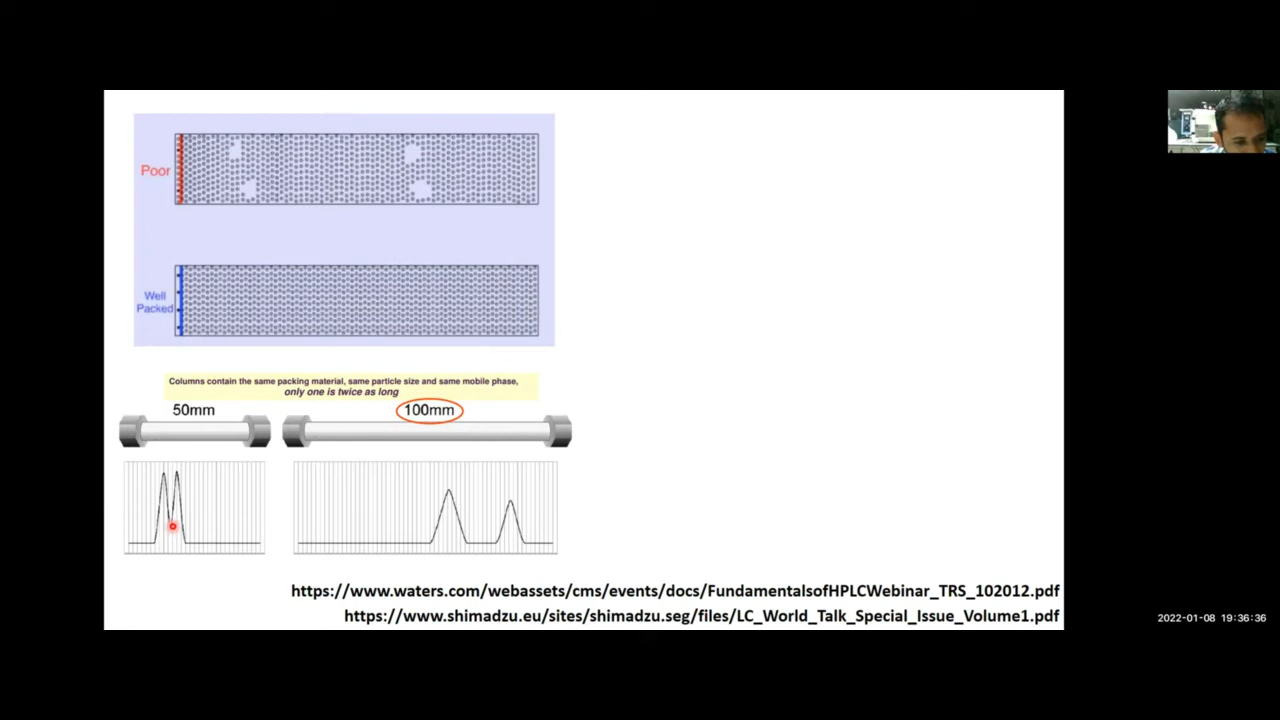 Poor
Well
Packed
Columns contain the same packing material, same particle size and same mobile phase,
only one is twice as long
50mm
100mm
https://www.waters.com/webassets/cms/events/docs/FundamentalsofHPLCWebinar_TRS_102012.pdf
https://www.shimadzu.eu/sites/shimadzu.seg/files/LC_World_Talk_Special_Issue_Volume1.pdf
2022-01-08 19:36:36